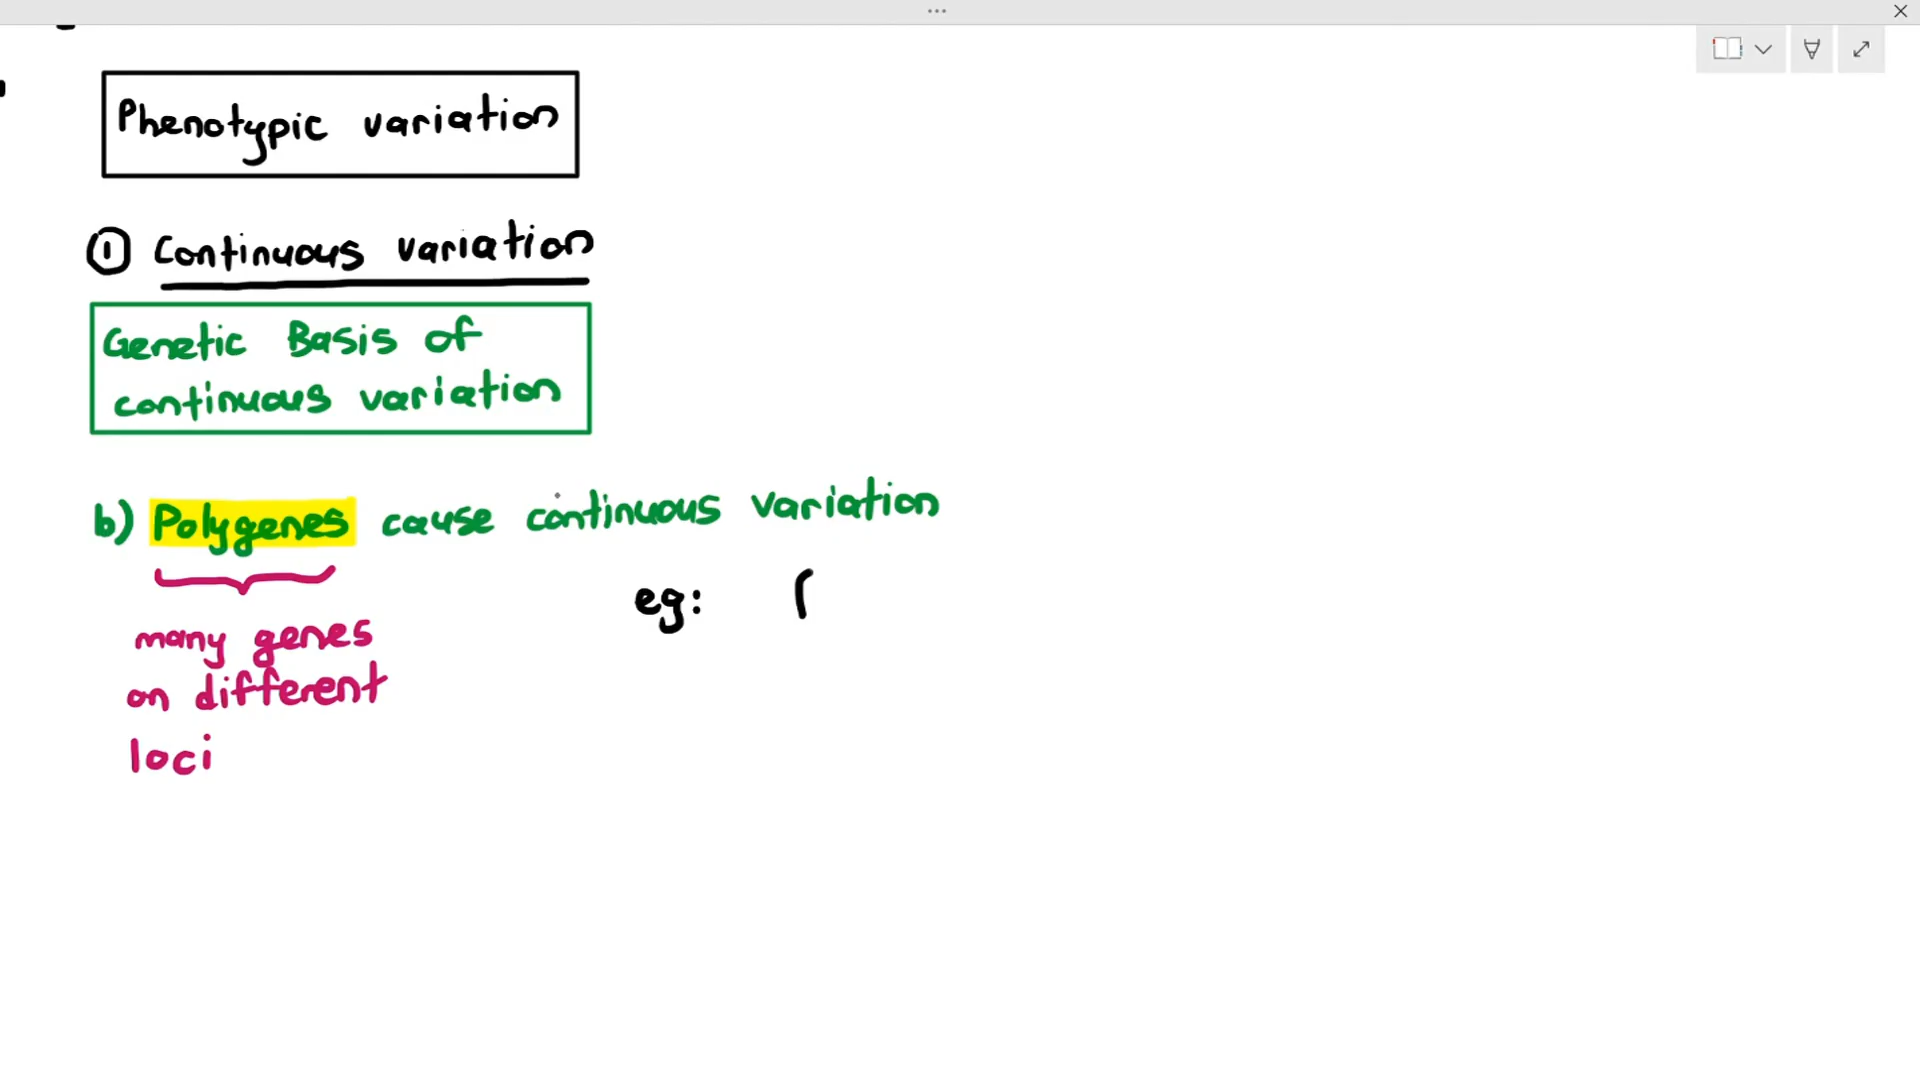 Phenotypic variation
① Continuous variation
Genetic Basis of
continuous variation
b) Polygenes cause continuous variation
eg: (
many genes
on different
loci